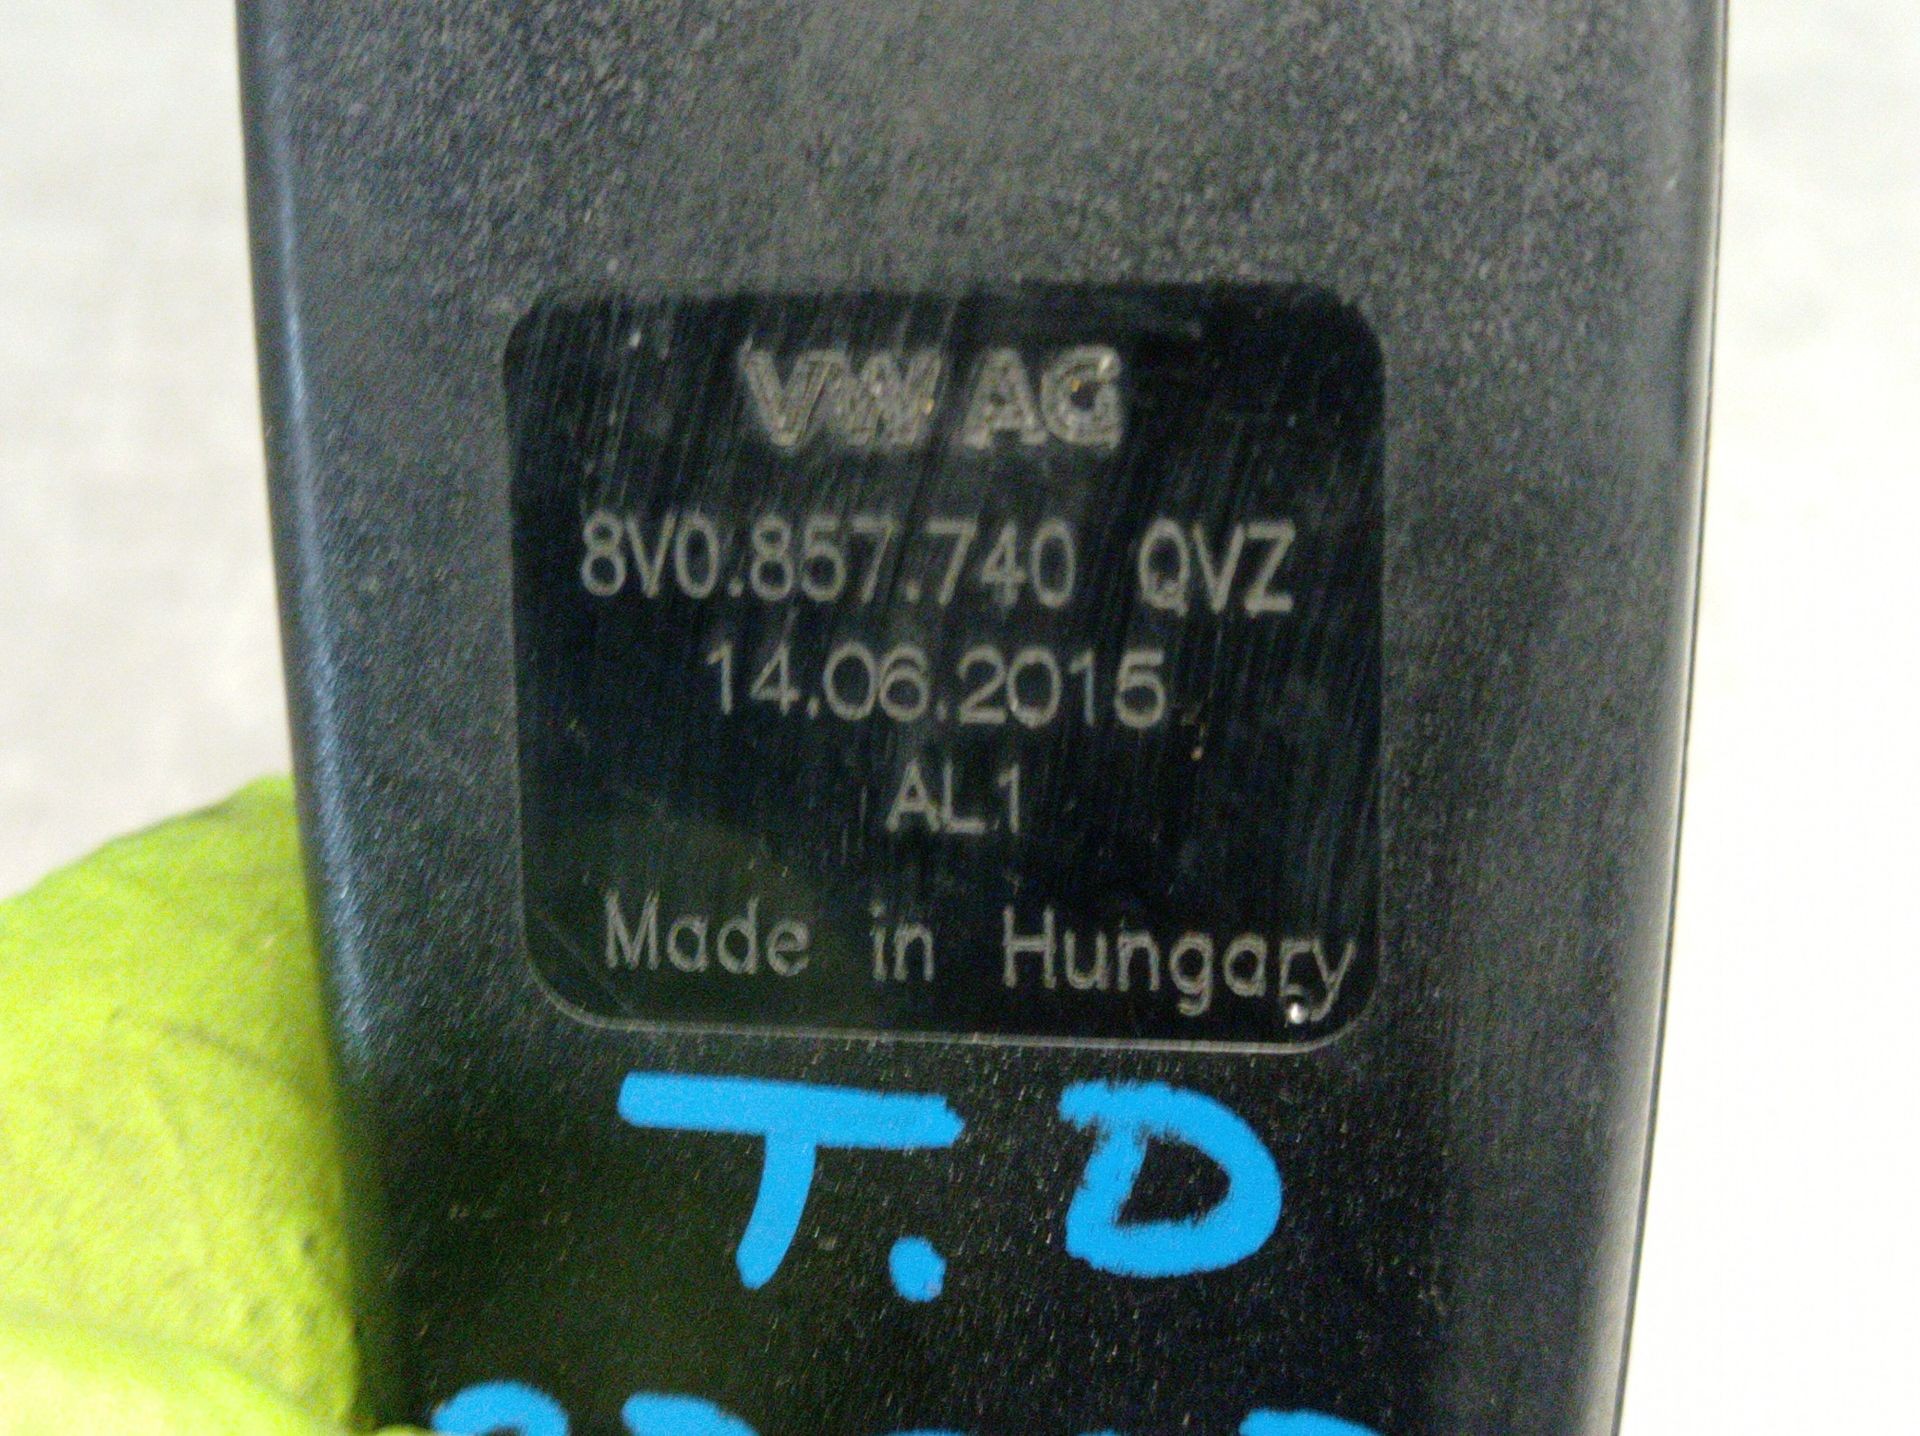 VW AG
8V0.857.740 QVZ
14.06.2015
AL1
Made in Hungary
T.D